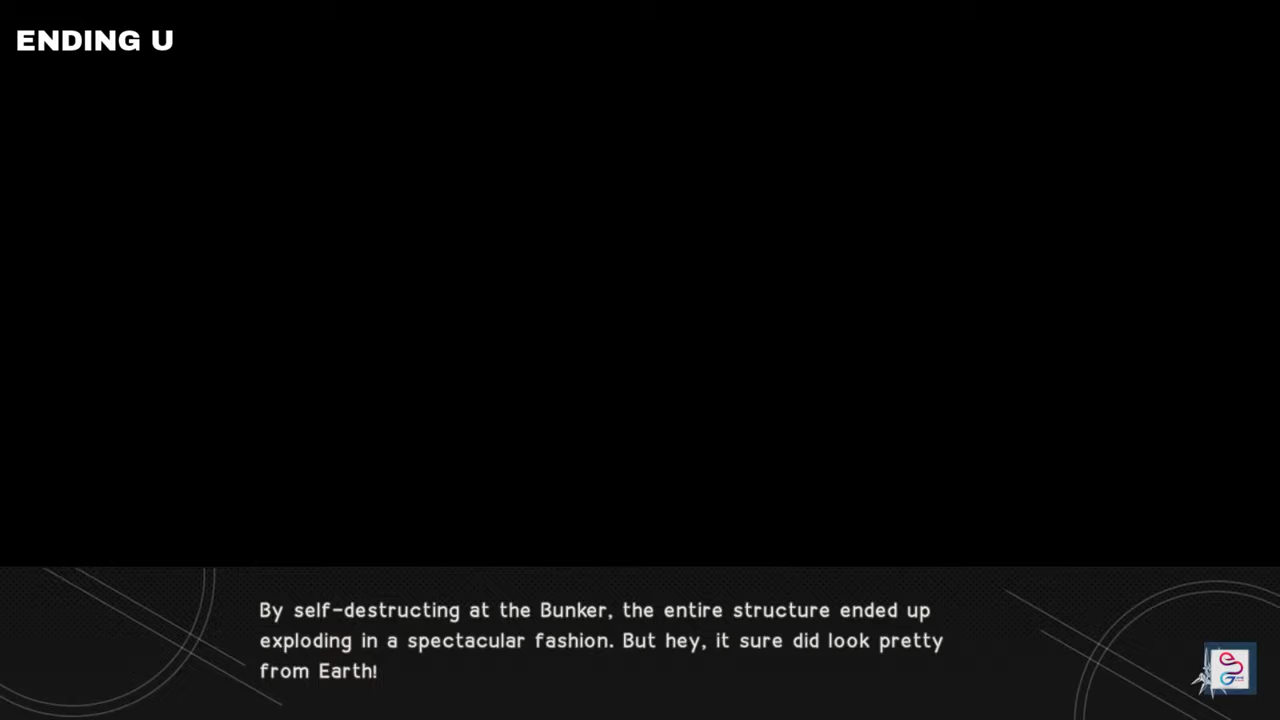 ENDING U
By self-destructing at the Bunker, the entire structure ended up
exploding in a spectacular fashion. But hey, it sure did look pretty
from Earth!